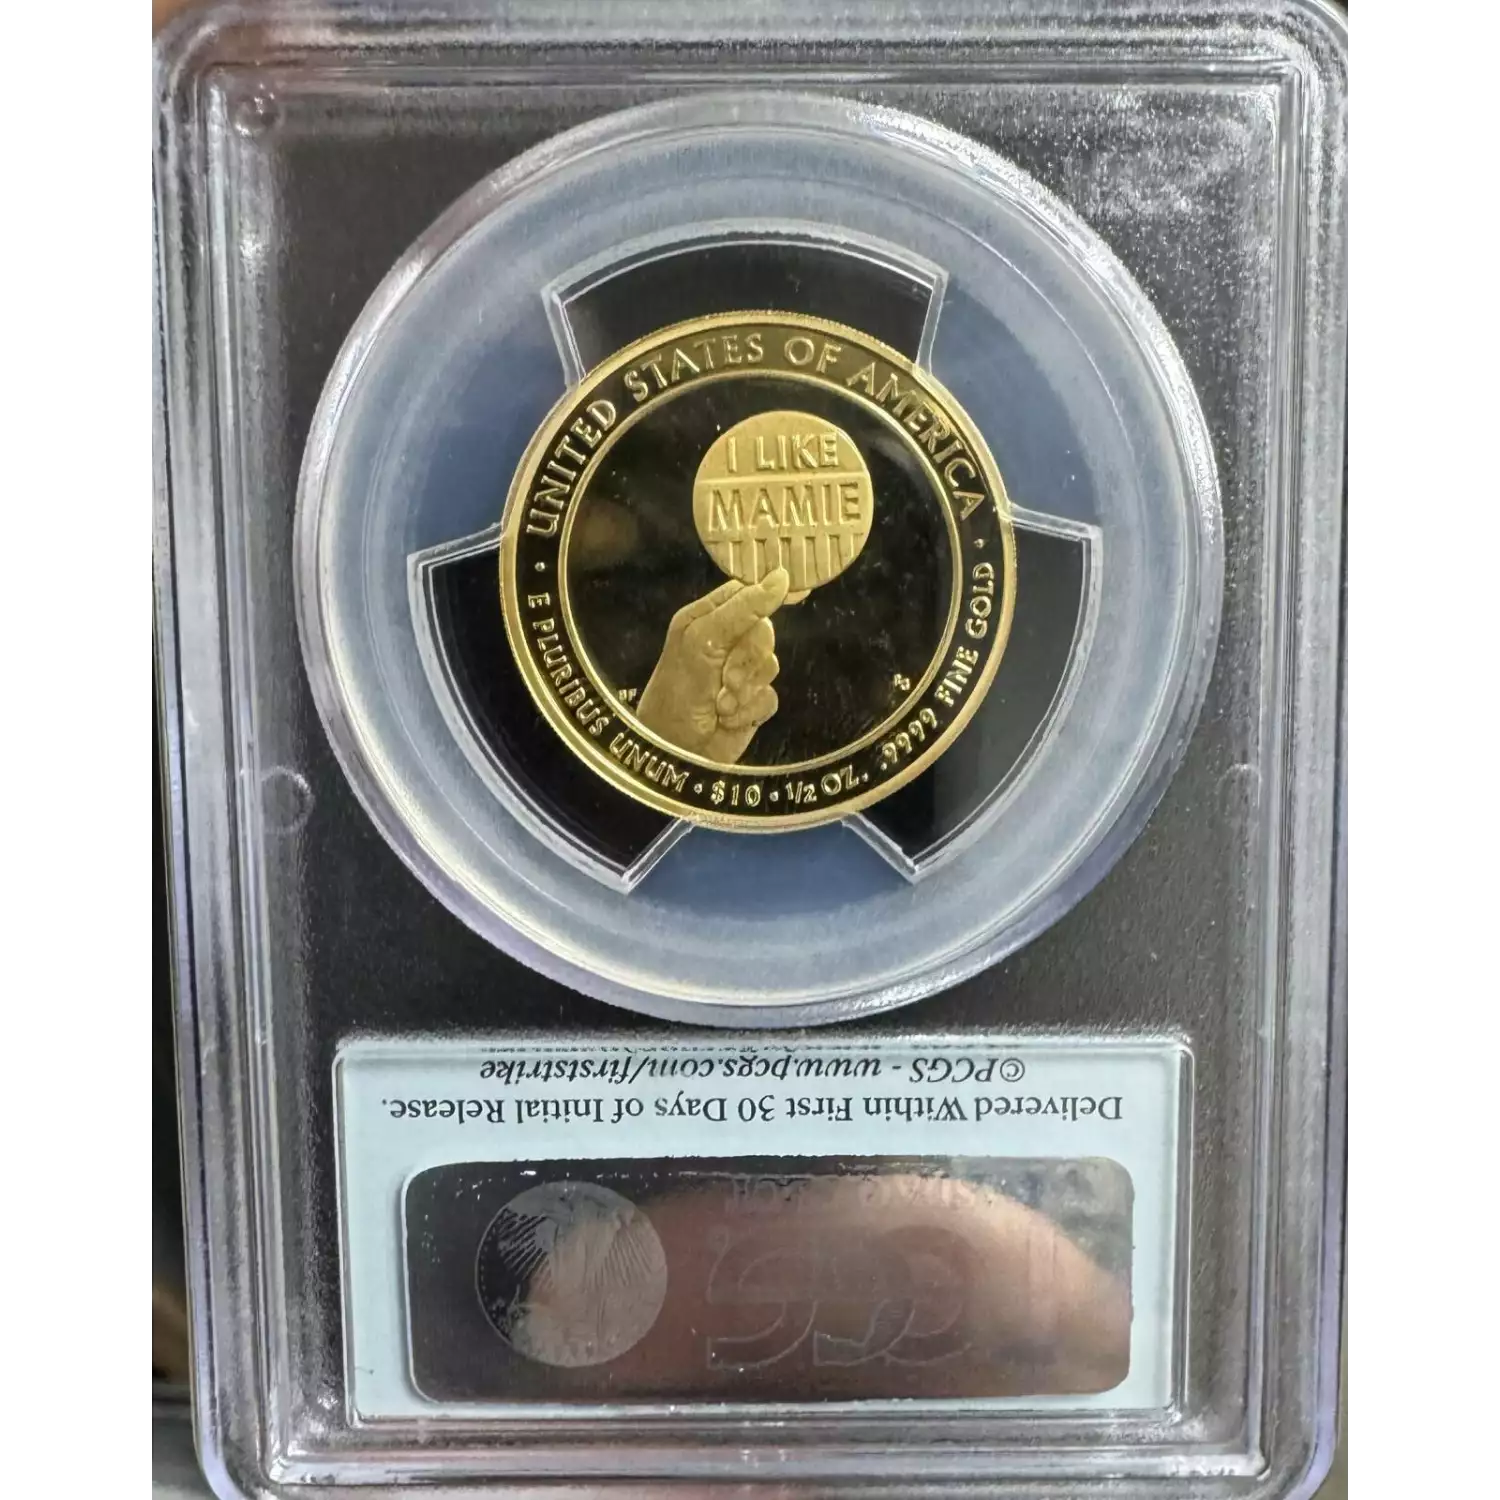 · UNITED STATES OF AMERICA ·
I LIKE
MAMIE
E PLURIBUS UNUM · $10 · 1/2 OZ. .9999 FINE GOLD
Delivered Within First 30 Days of Initial Release.
©PCGS - www.pcgs.com/firststrike